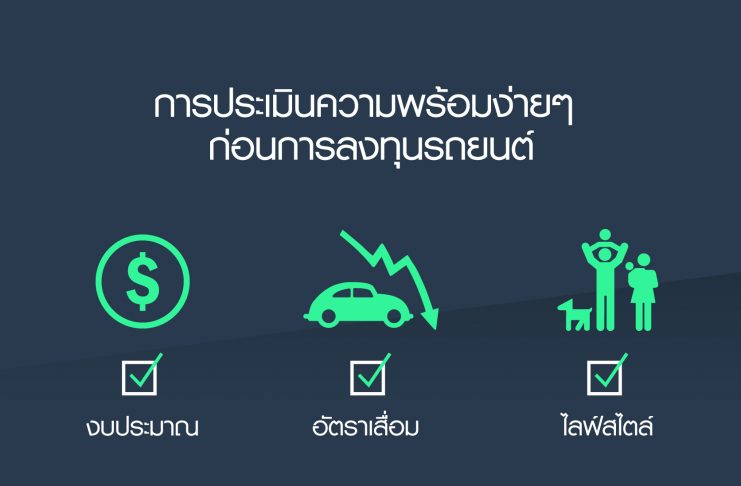 การประเมินความพร้อมง่ายๆ
ก่อนการลงทุนรถยนต์
$
งบประมาณ
อัตราเสื่อม
ไลฟ์สไตล์